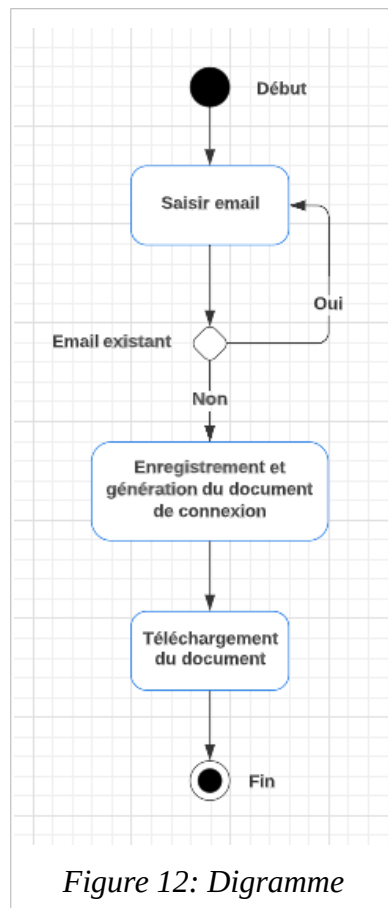 Début
Saisir email
Oui
Email existant
Non
Enregistrement et
génération du document
de connexion
Téléchargement
du document
Fin
Figure 12: Digramme